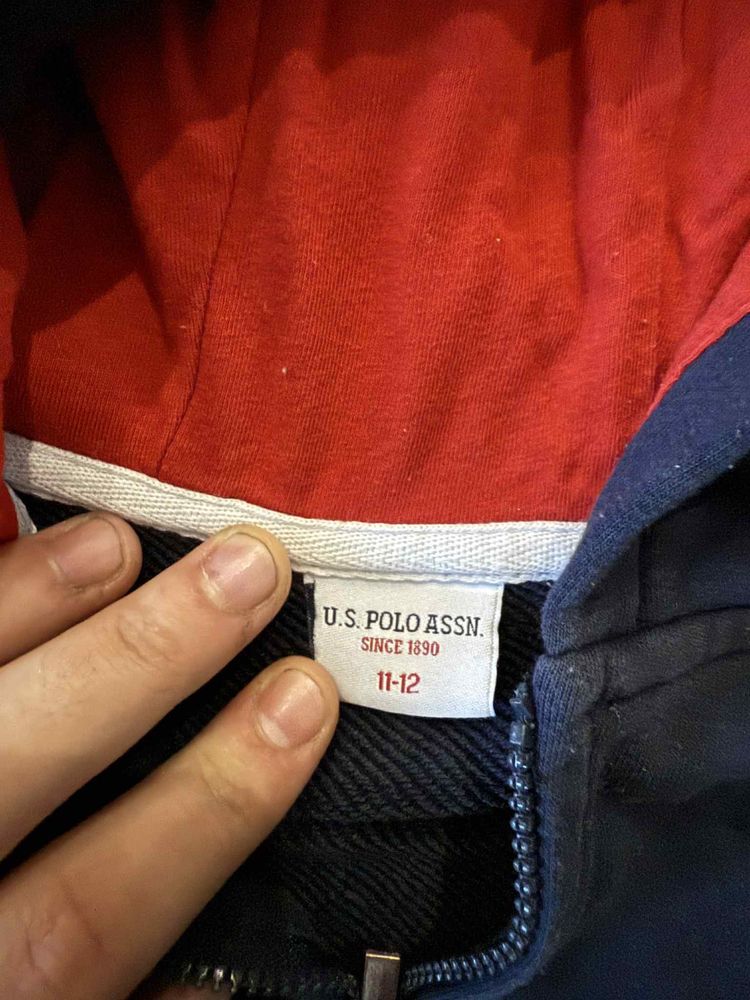 U.S. POLO ASSN.
SINCE 1890
11-12